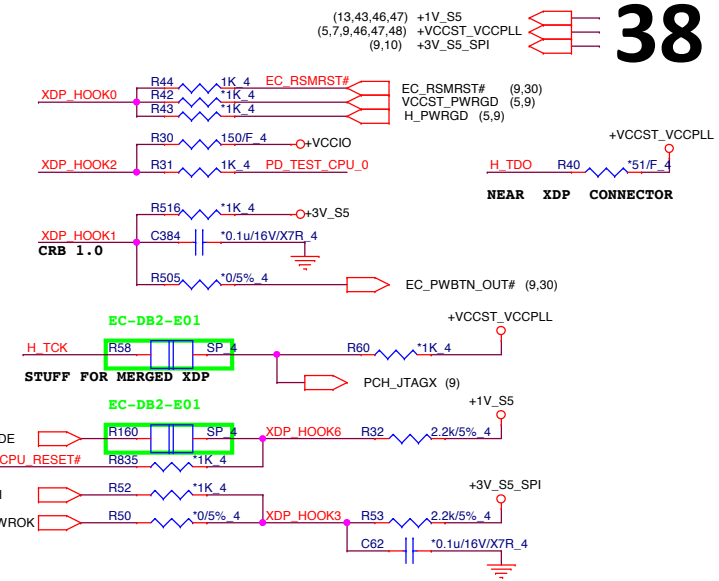 (13,43,46,47) +1V_S5
(5,7,9,46,47,48) +VCCST_VCCPLL
(9,10) +3V_S5_SPI
38
R44 1K_4 EC_RSMRST# EC_RSMRST# (9,30)
XDP_HOOK0 R42 *1K_4 VCCST_PWRGD (5,9)
R43 *1K_4 H_PWRGD (5,9)
R30 150/F_4 +VCCIO
XDP_HOOK2 R31 1K_4 PD_TEST_CPU_0
+VCCST_VCCPLL
H_TDO R40 *51/F_4
NEAR XDP CONNECTOR
R516 *1K_4 +3V_S5
XDP_HOOK1 C384 *0.1u/16V/X7R_4
CRB 1.0
R505 *0/5%_4 EC_PWBTN_OUT# (9,30)
EC-DB2-E01
+VCCST_VCCPLL
H_TCK R58 SP_4 R60 *1K_4
STUFF FOR MERGED XDP
PCH_JTAGX (9)
EC-DB2-E01
+1V_S5
DE R160 SP_4 XDP_HOOK6 R32 2.2k/5%_4
CPU_RESET# R835 *1K_4
R52 *1K_4
+3V_S5_SPI
WROK R50 *0/5%_4 XDP_HOOK3 R53 2.2k/5%_4
C62 *0.1u/16V/X7R_4